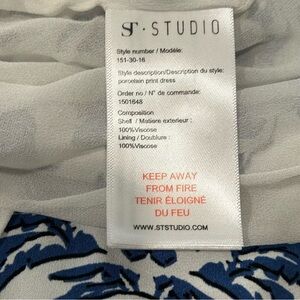 ST · STUDIO
Style number / Modèle:
151-30-16
Style description/Description du style:
porcelain print dress
Order no / N° de commande:
1501648
Composition
Shell / Matiere exterieur :
100%Viscose
Lining / Doublure :
100%Viscose
KEEP AWAY
FROM FIRE
TENIR ÉLOIGNÉ
DU FEU
WWW.STSTUDIO.COM